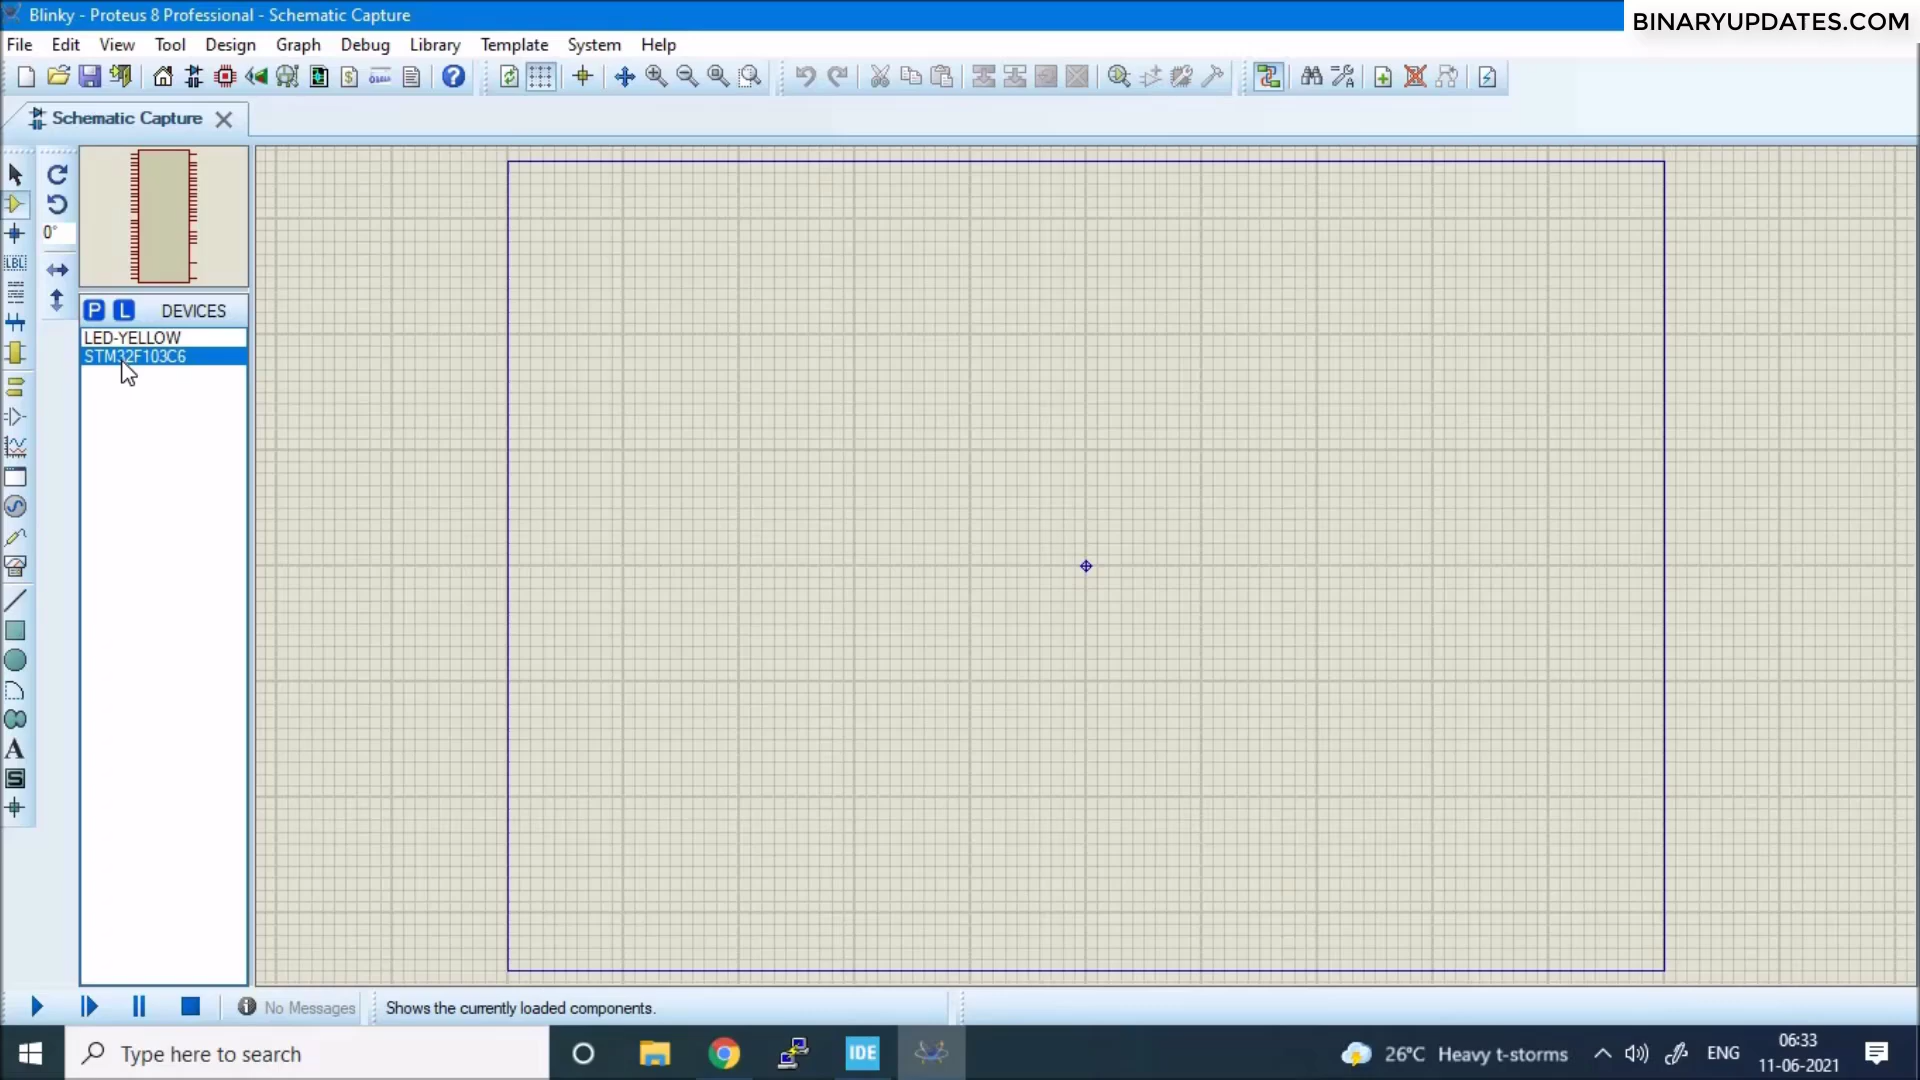 Blinky - Proteus 8 Professional - Schematic Capture
BINARYUPDATES.COM
File Edit View Tool Design Graph Debug Library Template System Help
Schematic Capture
0°
LBL
P L DEVICES
LED-YELLOW
STM32F103C6
A
S
No Messages Shows the currently loaded components.
Type here to search
IDE
26°C Heavy t-storms
ENG
06:33
11-06-2021